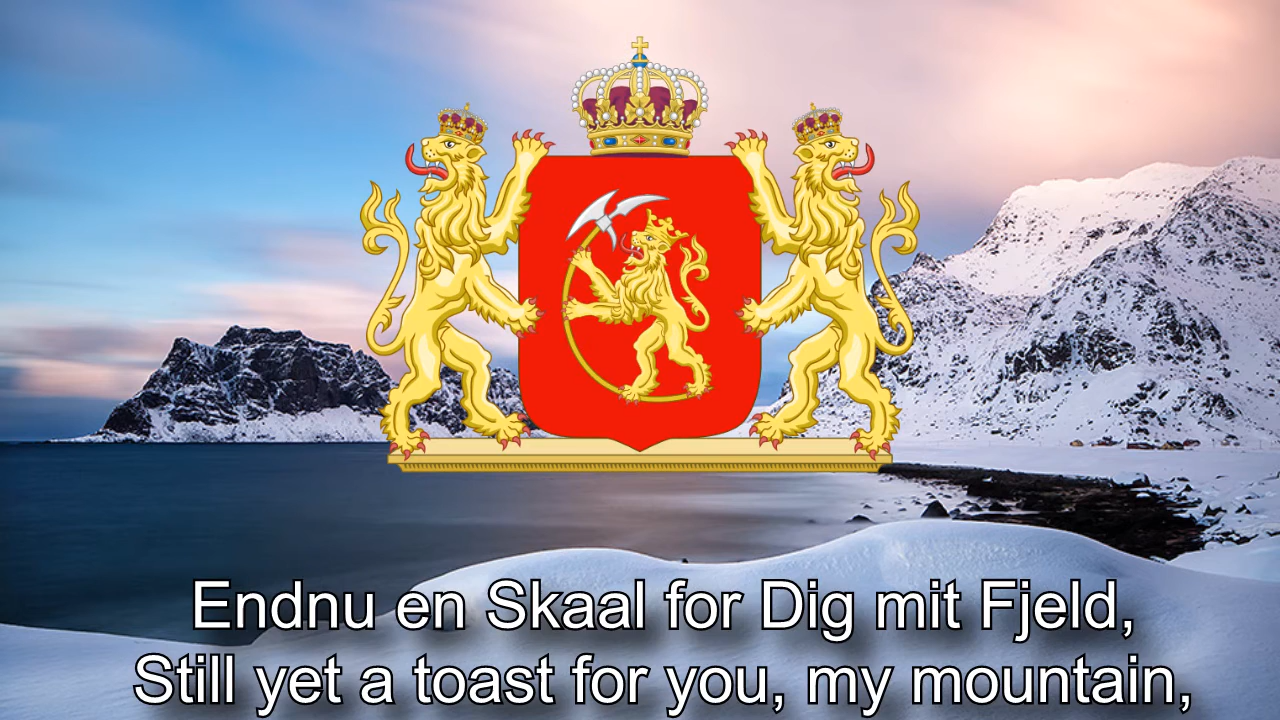 Endnu en Skaal for Dig mit Fjeld,
Still yet a toast for you, my mountain,